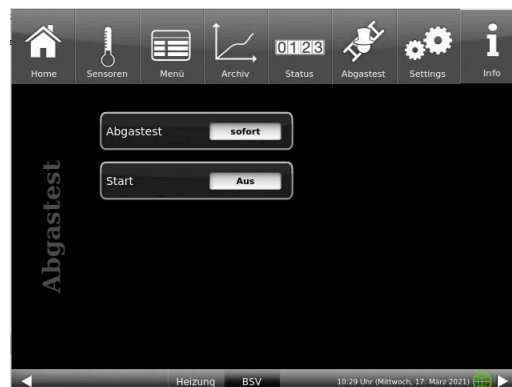 Home Sensoren Menü Archiv 0123 Status Abgastest Settings i Info
Abgastest
Abgastest sofort
Start Aus
Heizung BSV 10:29 Uhr (Mittwoch, 17. März 2021)